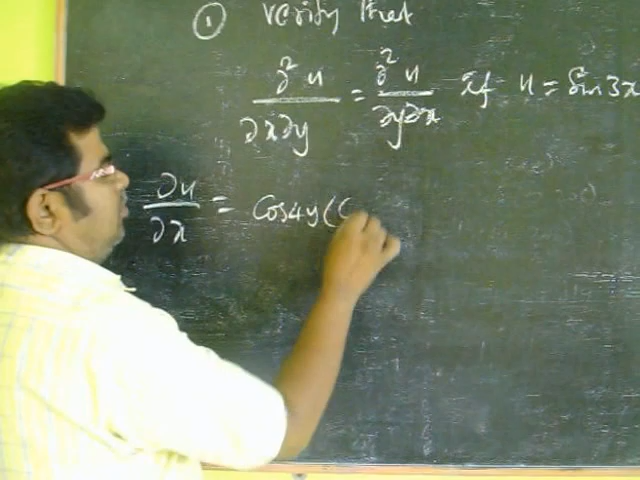 ① Verify that
∂²u/∂x∂y = ∂²u/∂y∂x if u = Sin3x
∂u/∂x = Cos4y(C